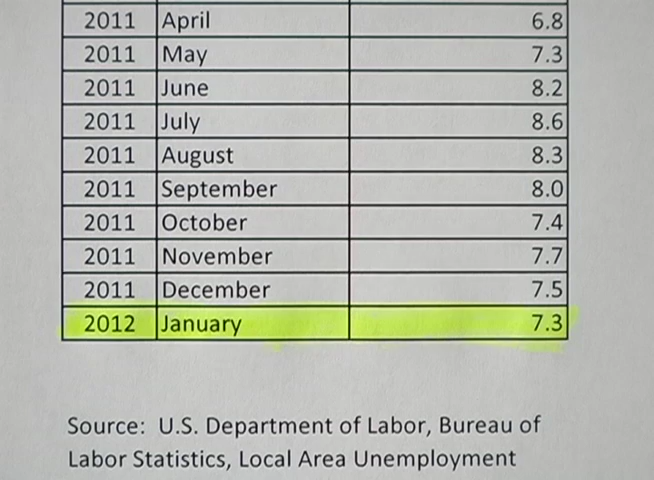 2011 April 6.8
2011 May 7.3
2011 June 8.2
2011 July 8.6
2011 August 8.3
2011 September 8.0
2011 October 7.4
2011 November 7.7
2011 December 7.5
2012 January 7.3
Source: U.S. Department of Labor, Bureau of
Labor Statistics, Local Area Unemployment